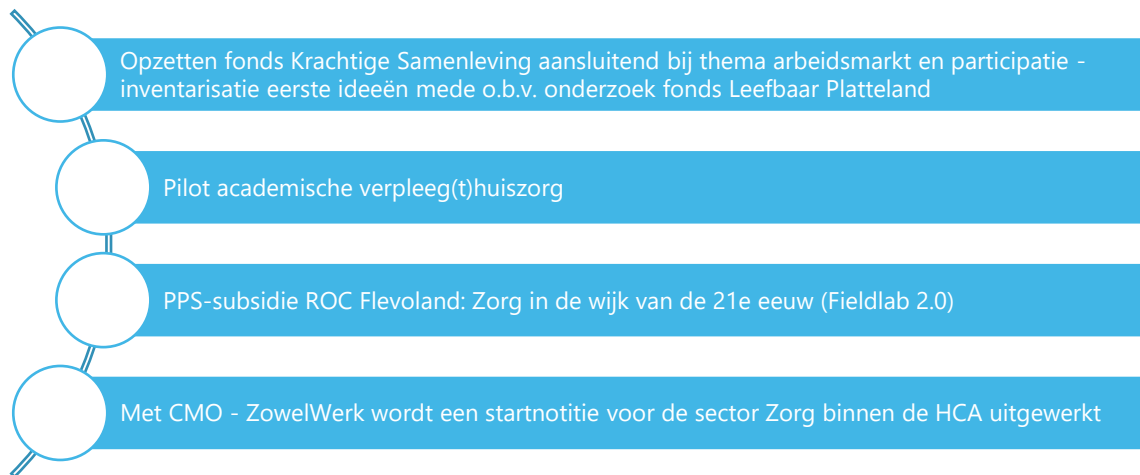 Opzetten fonds Krachtige Samenleving aansluitend bij thema arbeidsmarkt en participatie -
inventarisatie eerste ideeën mede o.b.v. onderzoek fonds Leefbaar Platteland
Pilot academische verpleeg(t)huiszorg
PPS-subsidie ROC Flevoland: Zorg in de wijk van de 21e eeuw (Fieldlab 2.0)
Met CMO - ZowelWerk wordt een startnotitie voor de sector Zorg binnen de HCA uitgewerkt